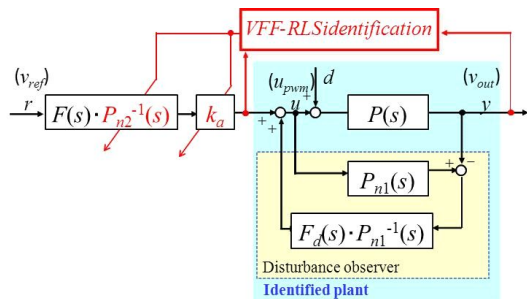 VFF-RLSidentification
(v_ref)
r
F(s)·P_n2^-1(s)
k_a
+
+
(u_pwm)
u
+
d
P(s)
(v_out)
y
P_n1(s)
+
−
F_d(s)·P_n1^-1(s)
Disturbance observer
Identified plant